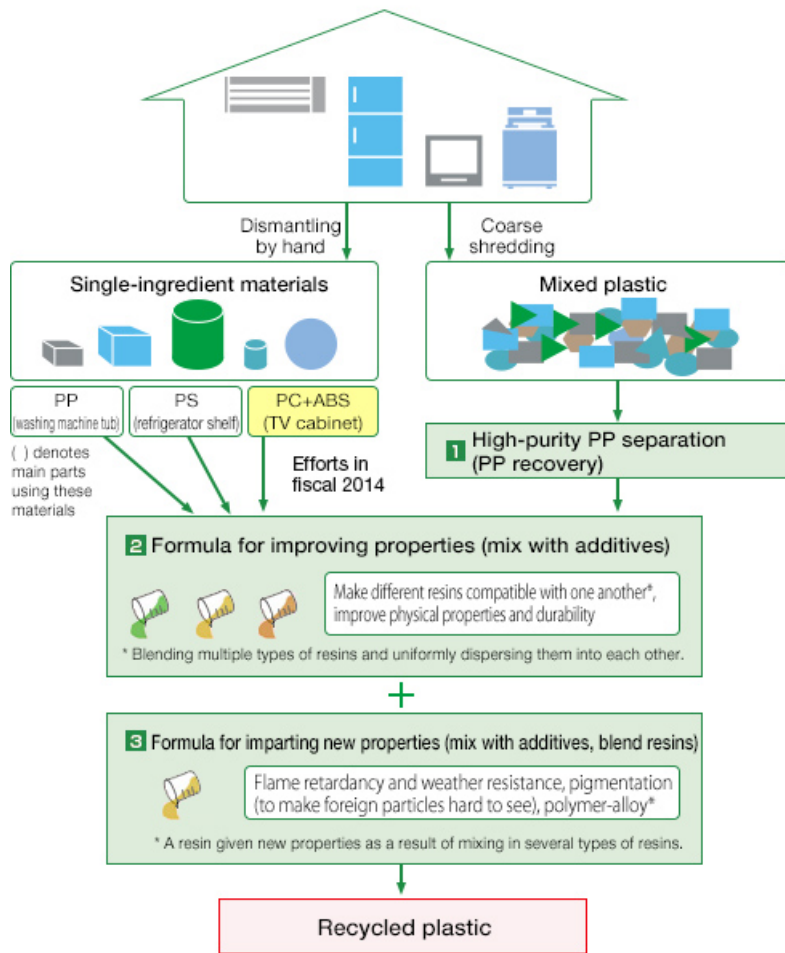 Dismantling
by hand
Coarse
shredding
Single-ingredient materials
Mixed plastic
PP
(washing machine tub)
PS
(refrigerator shelf)
PC+ABS
(TV cabinet)
( ) denotes
main parts
using these
materials
Efforts in
fiscal 2014
1 High-purity PP separation
(PP recovery)
2 Formula for improving properties (mix with additives)
Make different resins compatible with one another*,
improve physical properties and durability
* Blending multiple types of resins and uniformly dispersing them into each other.
+
3 Formula for imparting new properties (mix with additives, blend resins)
Flame retardancy and weather resistance, pigmentation
(to make foreign particles hard to see), polymer-alloy*
* A resin given new properties as a result of mixing in several types of resins.
Recycled plastic